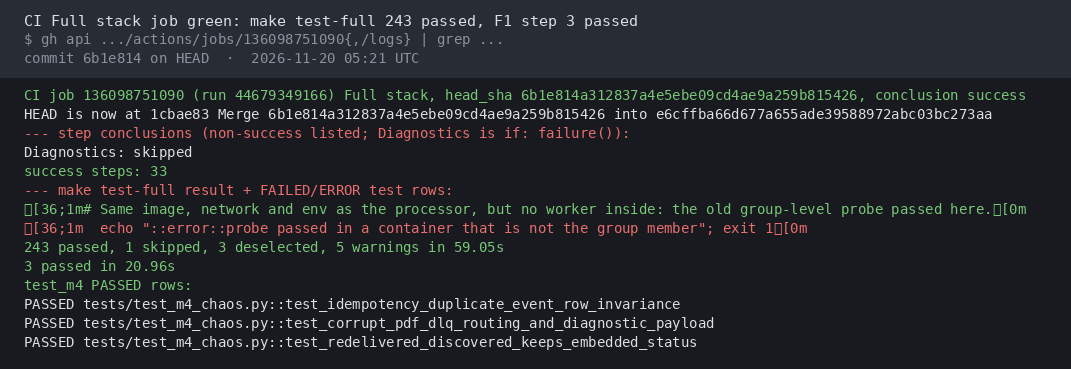 CI Full stack job green: make test-full 243 passed, F1 step 3 passed
$ gh api .../actions/jobs/136098751090{,/logs} | grep ...
commit 6b1e814 on HEAD  ·  2026-11-20 05:21 UTC
CI job 136098751090 (run 44679349166) Full stack, head_sha 6b1e814a312837a4e5ebe09cd4ae9a259b815426, conclusion success
HEAD is now at 1cbae83 Merge 6b1e814a312837a4e5ebe09cd4ae9a259b815426 into e6cffba66d677a655ade39588972abc03bc273aa
--- step conclusions (non-success listed; Diagnostics is if: failure()):
Diagnostics: skipped
success steps: 33
--- make test-full result + FAILED/ERROR test rows:
▯[36;1m# Same image, network and env as the processor, but no worker inside: the old group-level probe passed here.▯[0m
▯[36;1m  echo "::error::probe passed in a container that is not the group member"; exit 1▯[0m
243 passed, 1 skipped, 3 deselected, 5 warnings in 59.05s
3 passed in 20.96s
test_m4 PASSED rows:
PASSED tests/test_m4_chaos.py::test_idempotency_duplicate_event_row_invariance
PASSED tests/test_m4_chaos.py::test_corrupt_pdf_dlq_routing_and_diagnostic_payload
PASSED tests/test_m4_chaos.py::test_redelivered_discovered_keeps_embedded_status